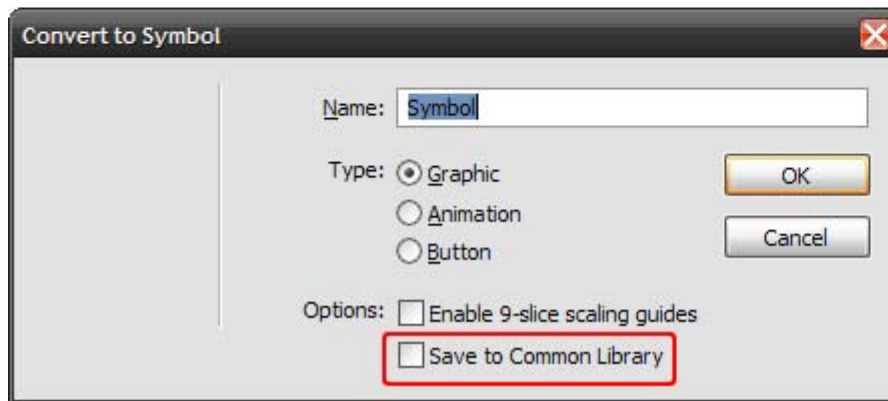 Convert to Symbol
Name: Symbol
Type: Graphic
OK
Animation
Cancel
Button
Options: Enable 9-slice scaling guides
Save to Common Library